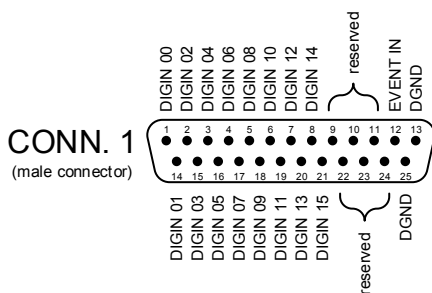 DIGIN 00
DIGIN 02
DIGIN 04
DIGIN 06
DIGIN 08
DIGIN 10
DIGIN 12
DIGIN 14
reserved
EVENT IN
DGND
CONN. 1
(male connector)
1 2 3 4 5 6 7 8 9 10 11 12 13
14 15 16 17 18 19 20 21 22 23 24 25
DIGIN 01
DIGIN 03
DIGIN 05
DIGIN 07
DIGIN 09
DIGIN 11
DIGIN 13
DIGIN 15
reserved
DGND